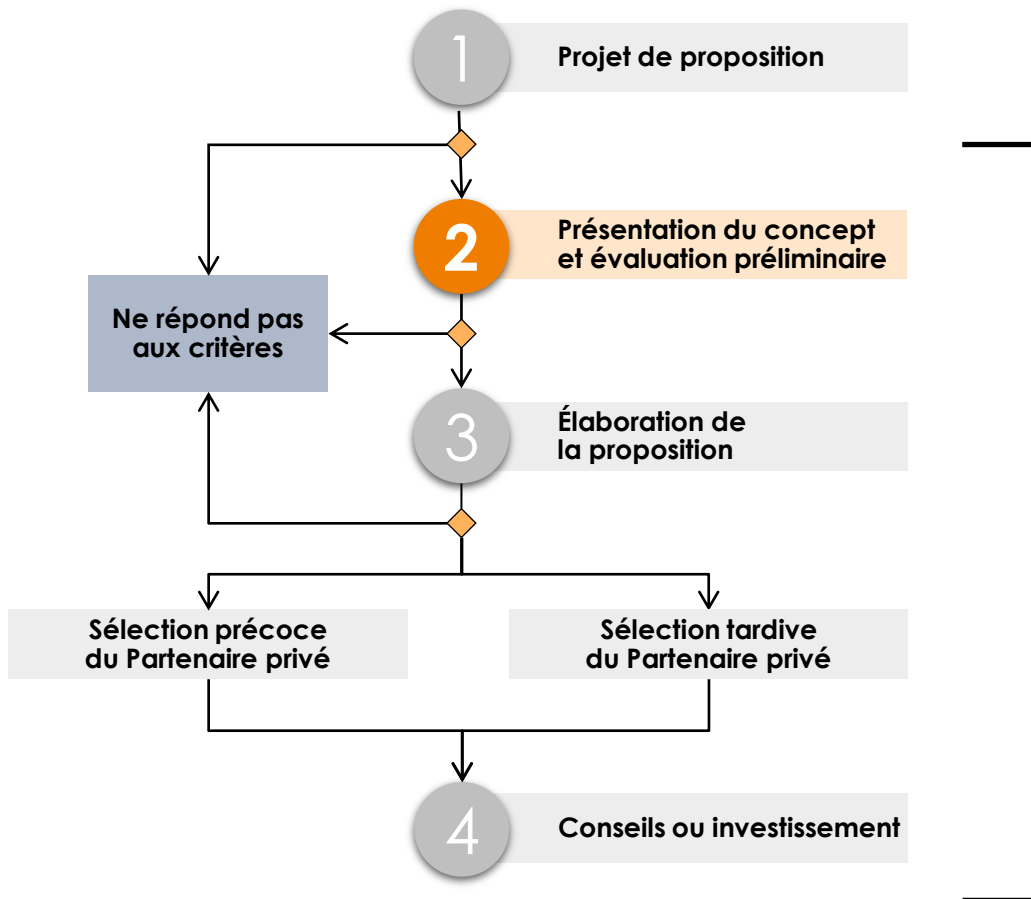 1
Projet de proposition
2
Présentation du concept
et évaluation préliminaire
Ne répond pas
aux critères
3
Élaboration de
la proposition
Sélection précoce
du Partenaire privé
Sélection tardive
du Partenaire privé
4
Conseils ou investissement